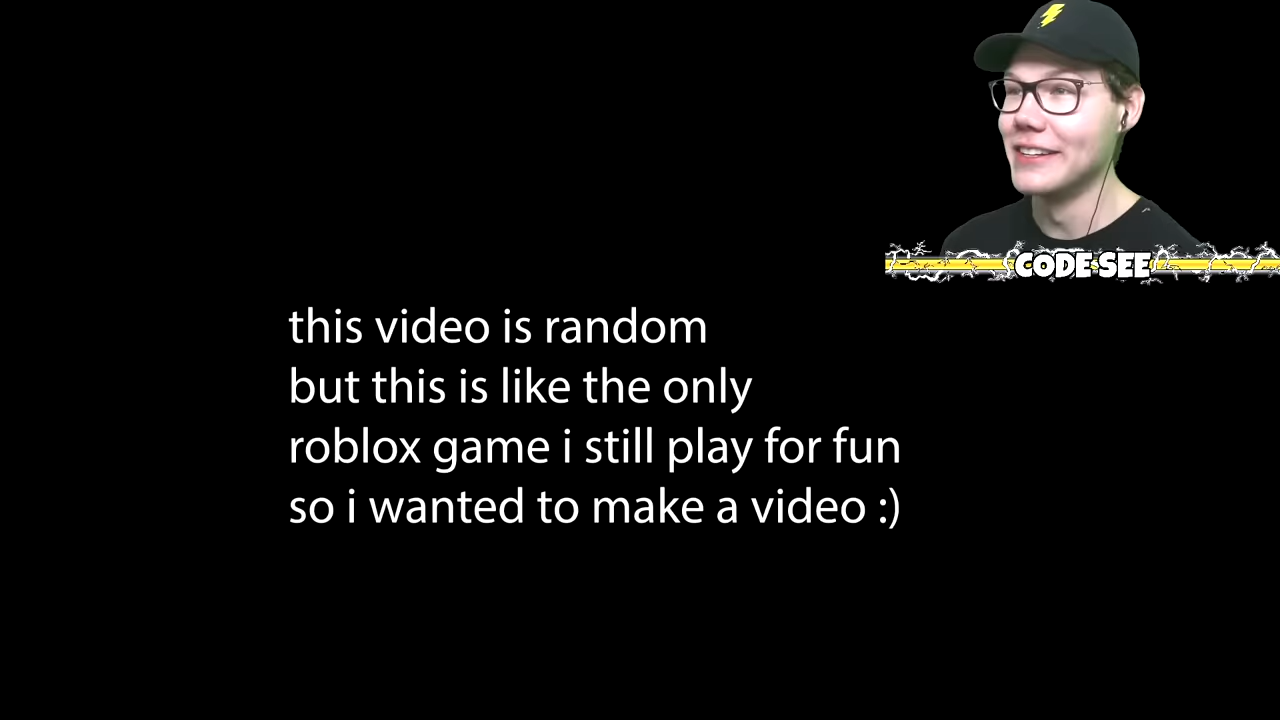 CODE SEE
this video is random
but this is like the only
roblox game i still play for fun
so i wanted to make a video :)